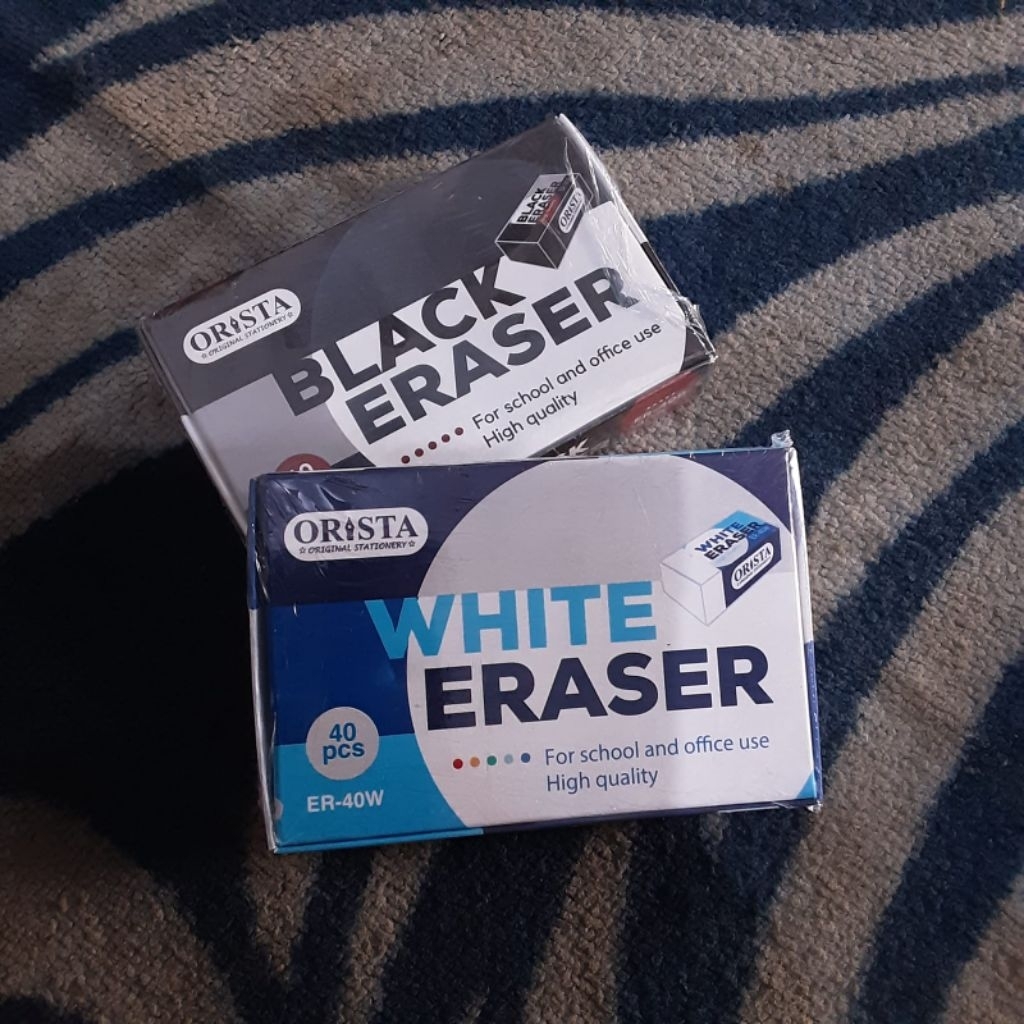 BLACK
ERASER
ORISTA
ORISTA
☆ ORIGINAL STATIONERY ☆
BLACK
ERASER
For school and office use
High quality
ORISTA
☆ ORIGINAL STATIONERY ☆
WHITE
ERASER
ORISTA
WHITE
ERASER
40
pcs
For school and office use
High quality
ER-40W